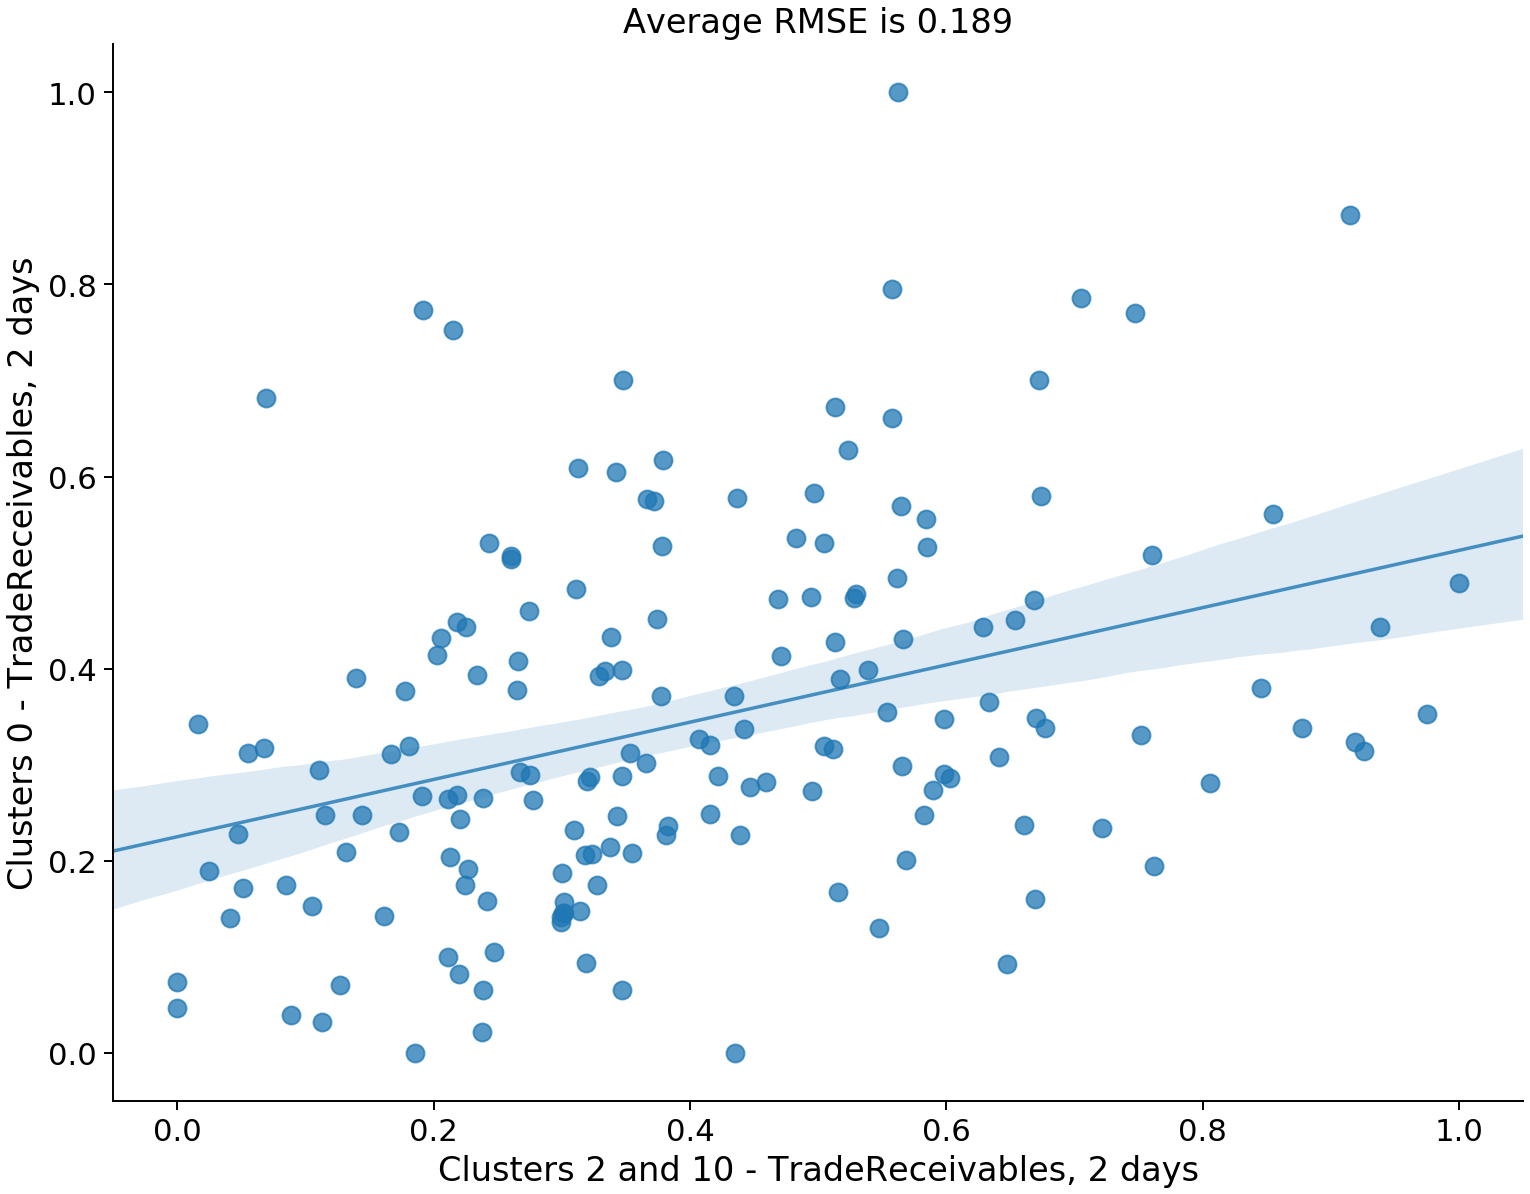 Average RMSE is 0.189
1.0
0.8
0.6
0.4
0.2
0.0
Clusters 0 - TradeReceivables, 2 days
0.0 0.2 0.4 0.6 0.8 1.0
Clusters 2 and 10 - TradeReceivables, 2 days